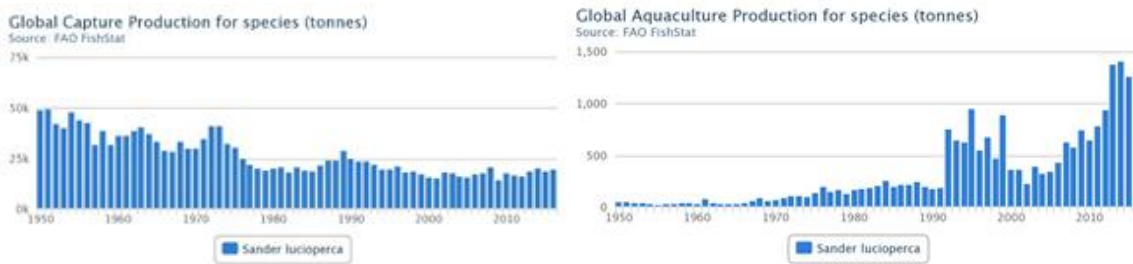 Global Capture Production for species (tonnes)
Source: FAO FishStat
75k
50k
25k
0k
1950 1960 1970 1980 1990 2000 2010
Sander lucioperca
Global Aquaculture Production for species (tonnes)
Source: FAO FishStat
1,500
1,000
500
0
1950 1960 1970 1980 1990 2000 2010
Sander lucioperca